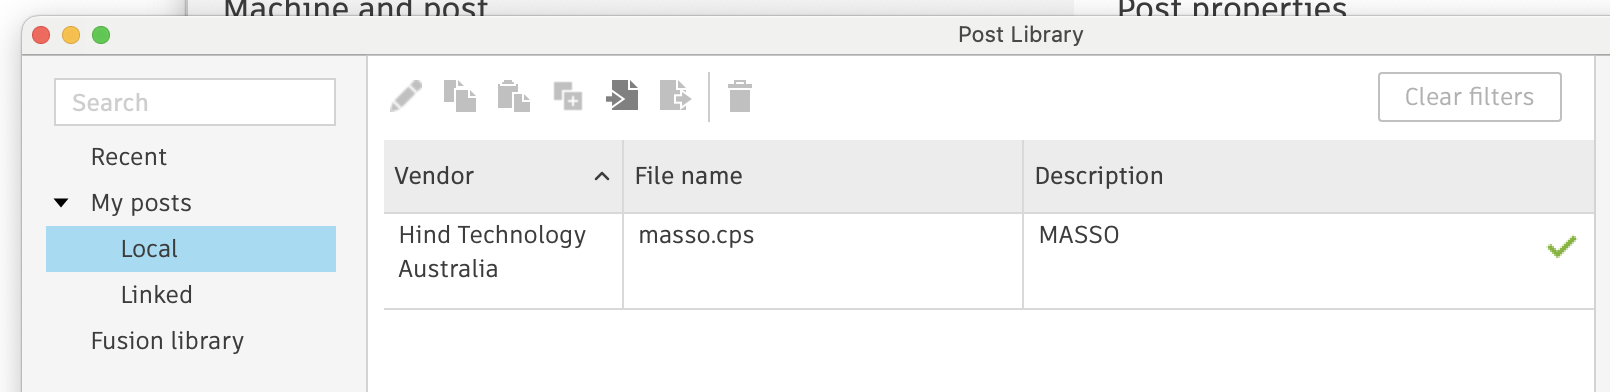 Machine and post
Post properties
Post Library
Search
Clear filters
Recent
My posts
Local
Linked
Fusion library
Vendor
File name
Description
Hind Technology
Australia
masso.cps
MASSO